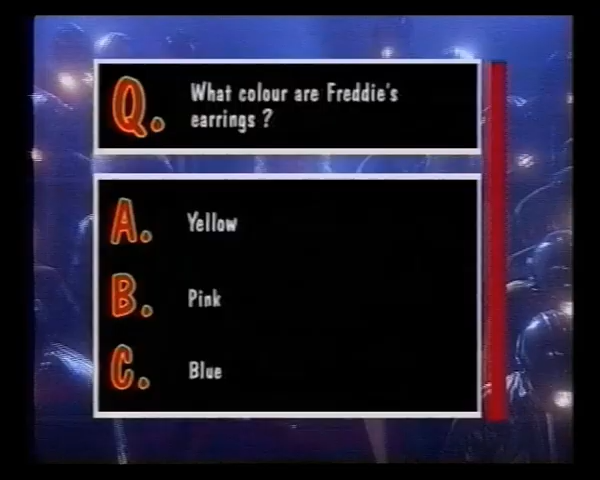 Q. What colour are Freddie's
earrings ?
A. Yellow
B. Pink
C. Blue